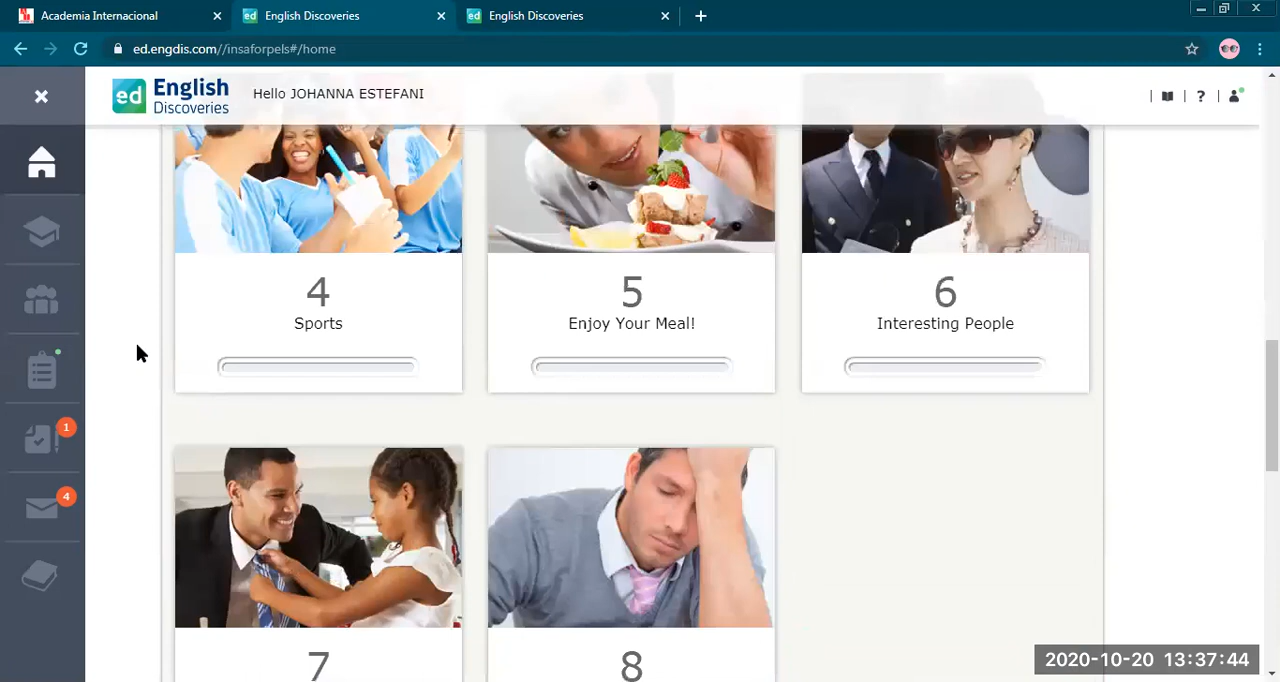 Academia Internacional
English Discoveries
English Discoveries
ed.engdis.com//insaforpels#/home
ed English Discoveries
Hello JOHANNA ESTEFANI
4
Sports
5
Enjoy Your Meal!
6
Interesting People
1
4
7
8
2020-10-20 13:37:44